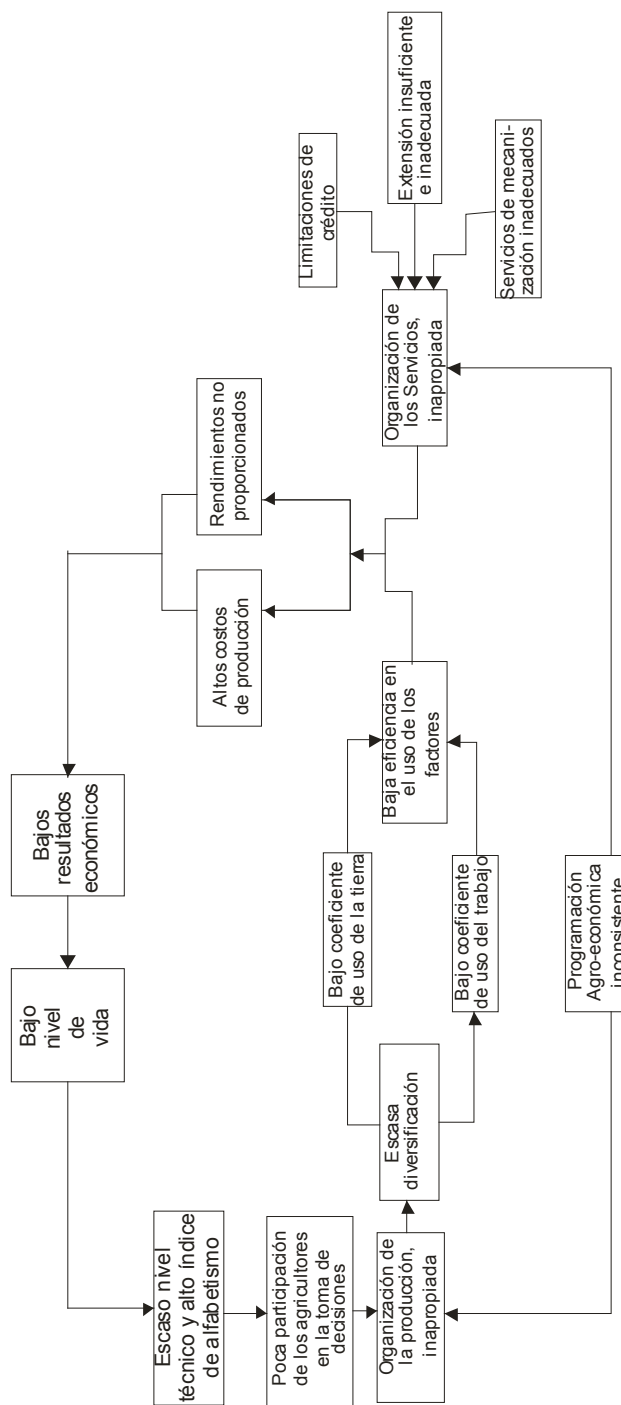 Bajo
nivel
de
vida
Bajos
resultados
económicos
Escaso nivel
técnico y alto índice
de alfabetismo
Altos costos
de producción
Rendimientos no
proporcionados
Poca participación
de los agricultores
en la toma de
decisiones
Limitaciones de
crédito
Bajo coeficiente
de uso de la tierra
Organización de
la producción,
inapropiada
Escasa
diversificación
Baja eficiencia en
el uso de los
factores
Organización de
los Servicios,
inapropiada
Extensión insuficiente
e inadecuada
Bajo coeficiente
de uso del trabajo
Servicios de mecani-
zación inadecuados
Programación
Agro-económica
inconsistente